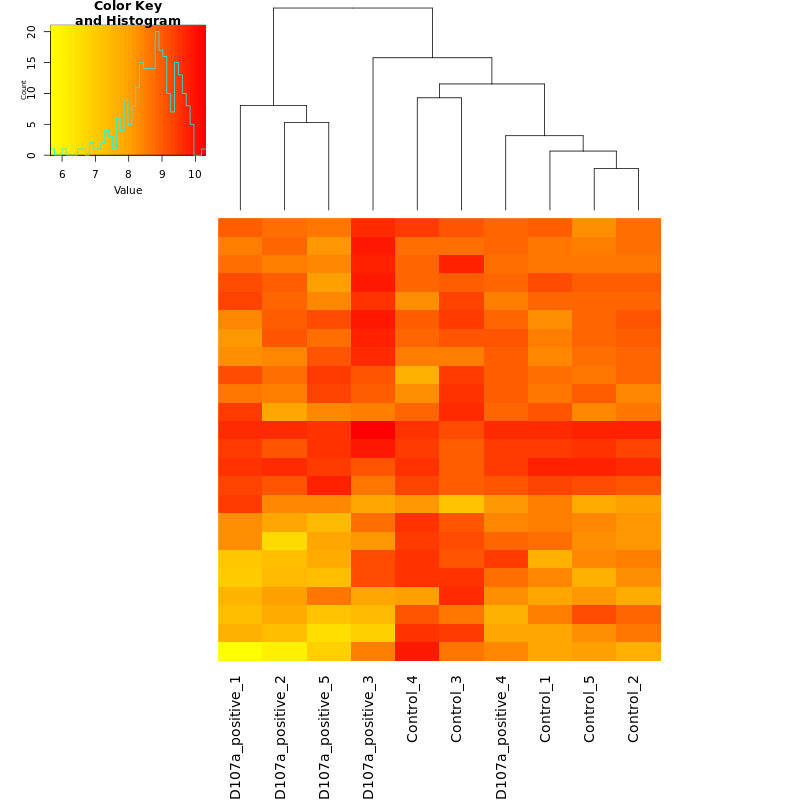 Color Key
and Histogram
Count
0
5
10
15
20
6 7 8 9 10
Value
D107a_positive_1
D107a_positive_2
D107a_positive_5
D107a_positive_3
Control_4
Control_3
D107a_positive_4
Control_1
Control_5
Control_2